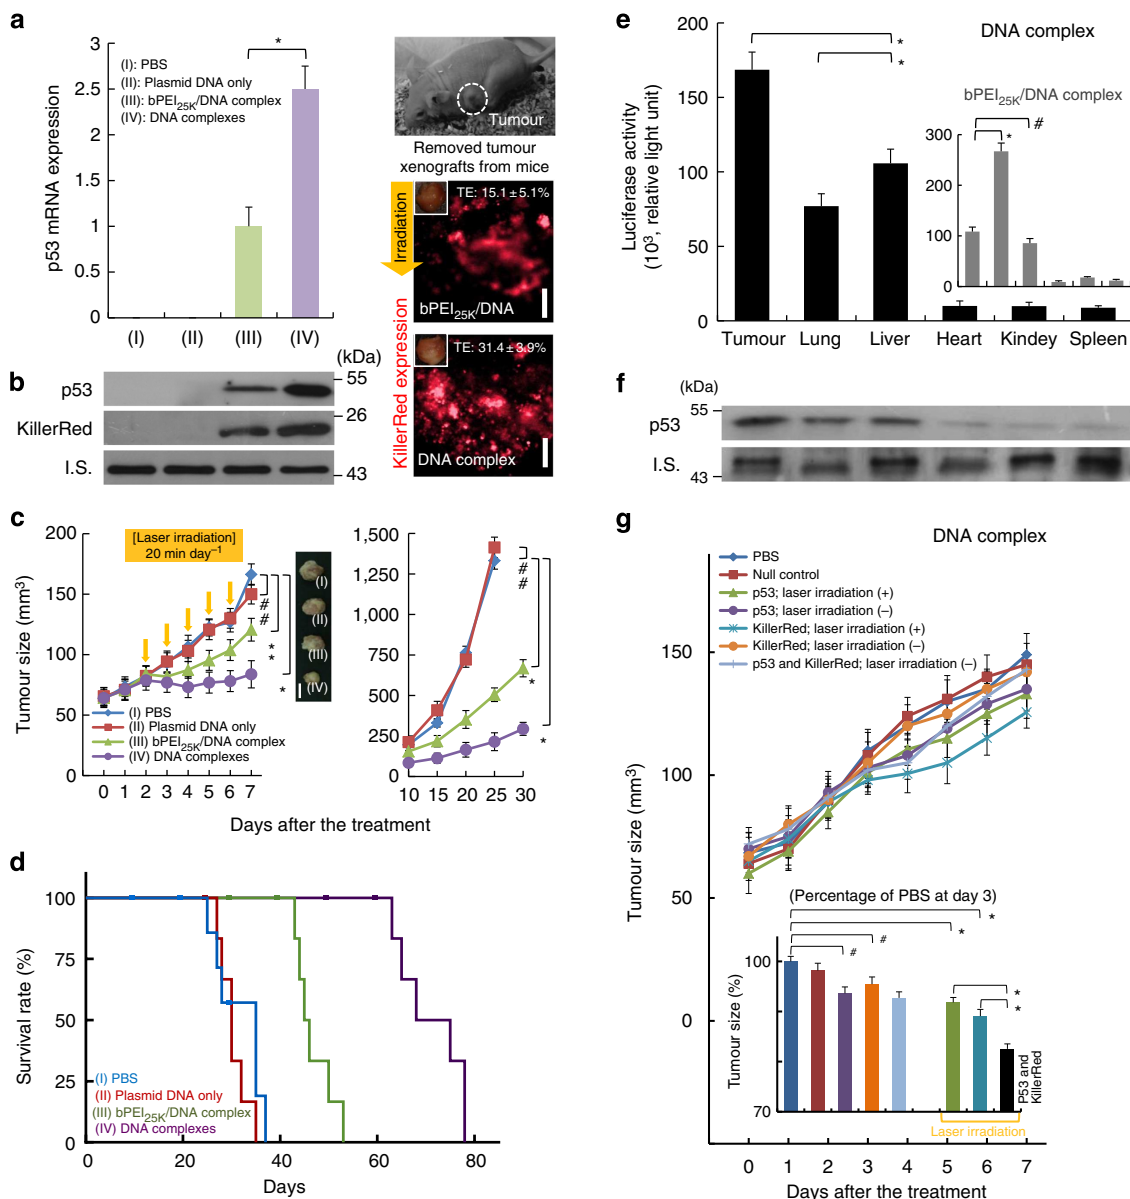 a
3
2.5
2
1.5
1
0.5
0
p53 mRNA expression
(I): PBS
(II): Plasmid DNA only
(III): bPEI25K/DNA complex
(IV): DNA complexes
*
(I) (II) (III) (IV)
Tumour
Removed tumour
xenografts from mice
Irradiation
KillerRed expression
TE: 15.1 ± 5.1%
bPEI25K/DNA
TE: 31.4 ± 3.9%
DNA complex
b
(kDa)
p53
55
KillerRed
26
I.S.
43
c
200
150
100
50
0
Tumour size (mm³)
[Laser irradiation]
20 min day⁻¹
# #
* *
*
(I)
(II)
(III)
(IV)
(I) PBS
(II) Plasmid DNA only
(III) bPEI25K/DNA complex
(IV) DNA complexes
0 1 2 3 4 5 6 7
1,500
1,250
1,000
750
500
250
0
# #
*
*
10 15 20 25 30
Days after the treatment
d
100
75
50
25
0
Survival rate (%)
(I) PBS
(II) Plasmid DNA only
(III) bPEI25K/DNA complex
(IV) DNA complexes
0 20 40 60 80
Days
e
200
150
100
50
0
Luciferase activity
(10³, relative light unit)
DNA complex
*
*
bPEI25K/DNA complex
#
*
300
200
100
0
Tumour Lung Liver Heart Kindey Spleen
f
(kDa)
55
p53
I.S.
43
g
DNA complex
PBS
Null control
p53; laser irradiation (+)
p53; laser irradiation (–)
KillerRed; laser irradiation (+)
KillerRed; laser irradiation (–)
p53 and KillerRed; laser irradiation (–)
150
100
50
0
Tumour size (mm³)
(Percentage of PBS at day 3)
*
*
#
#
*
*
100
70
Tumour size (%)
P53 and
KillerRed
Laser irradiation
0 1 2 3 4 5 6 7
Days after the treatment